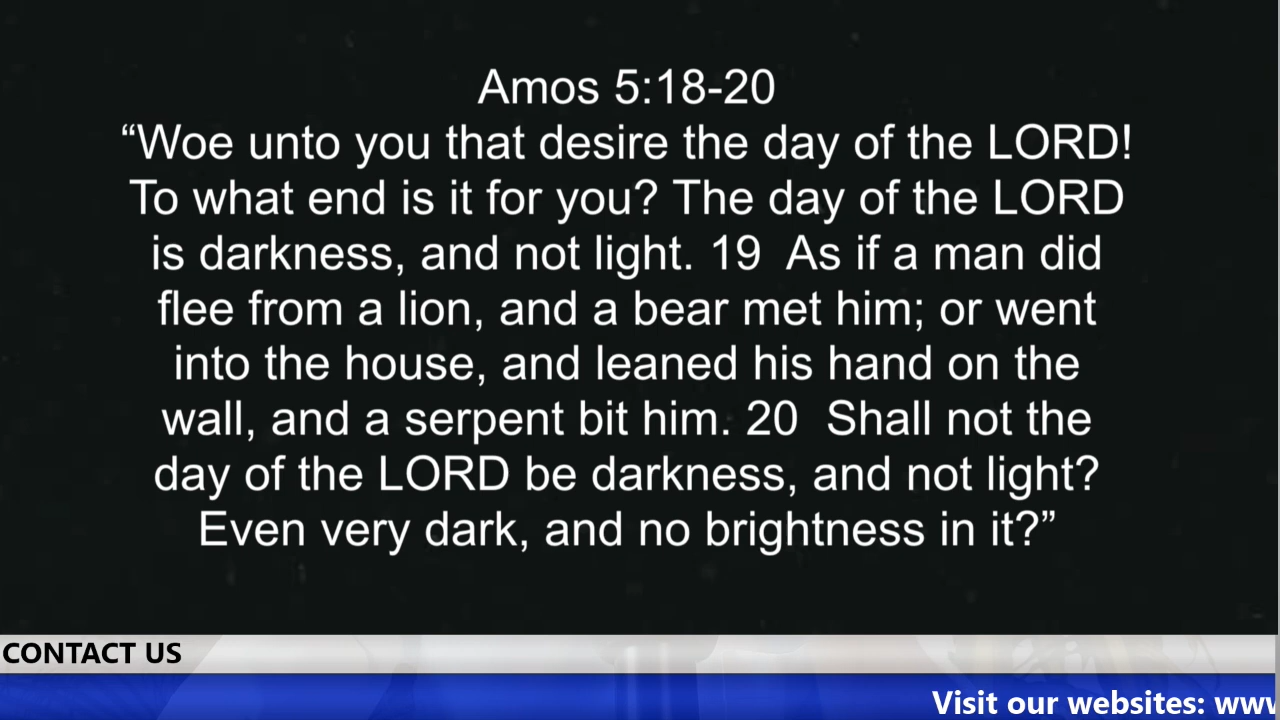 Amos 5:18-20
“Woe unto you that desire the day of the LORD!
To what end is it for you? The day of the LORD
is darkness, and not light. 19  As if a man did
flee from a lion, and a bear met him; or went
into the house, and leaned his hand on the
wall, and a serpent bit him. 20  Shall not the
day of the LORD be darkness, and not light?
Even very dark, and no brightness in it?”
CONTACT US
Visit our websites: www